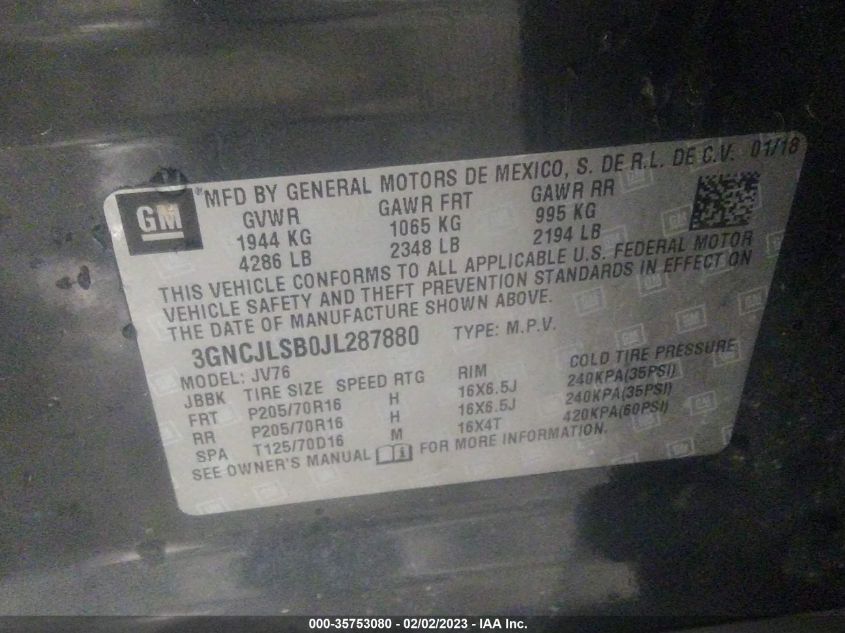 GM ®MFD BY GENERAL MOTORS DE MEXICO, S. DE R.L. DE C.V. 01/18
GVWR GAWR FRT GAWR RR
1944 KG 1065 KG 995 KG
4286 LB 2348 LB 2194 LB
THIS VEHICLE CONFORMS TO ALL APPLICABLE U.S. FEDERAL MOTOR
VEHICLE SAFETY AND THEFT PREVENTION STANDARDS IN EFFECT ON
THE DATE OF MANUFACTURE SHOWN ABOVE.
3GNCJLSB0JL287880 TYPE: M.P.V.
MODEL: JV76
JBBK TIRE SIZE SPEED RTG RIM COLD TIRE PRESSURE
FRT P205/70R16 H 16X6.5J 240KPA(35PSI)
RR P205/70R16 H 16X6.5J 240KPA(35PSI)
SPA T125/70D16 M 16X4T 420KPA(60PSI)
SEE OWNER'S MANUAL FOR MORE INFORMATION.
000-35753080 - 02/02/2023 - IAA Inc.